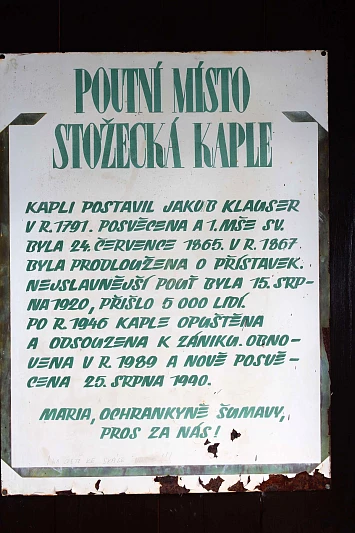 POUTNÍ MÍSTO
STOŽECKÁ KAPLE
KAPLI POSTAVIL JAKUB KLAUSER
V R. 1791. POSVĚCENA A 1. MŠE SV.
BYLA 24. ČERVENCE 1865. V R. 1867
BYLA PRODLOUŽENA O PŘÍSTAVEK.
NEJSLAVNĚJŠÍ POUŤ BYLA 15. SRP-
NA 1920, PŘIŠLO 5 000 LIDÍ.
PO R. 1946 KAPLE OPUŠTĚNA
A ODSOUZENA K ZÁNIKU. OBNO-
VENA V R. 1989 A NOVĚ POSVĚ-
CENA 25. SRPNA 1990.
MARIA, OCHRANKYNĚ ŠUMAVY,
PROS ZA NÁS!